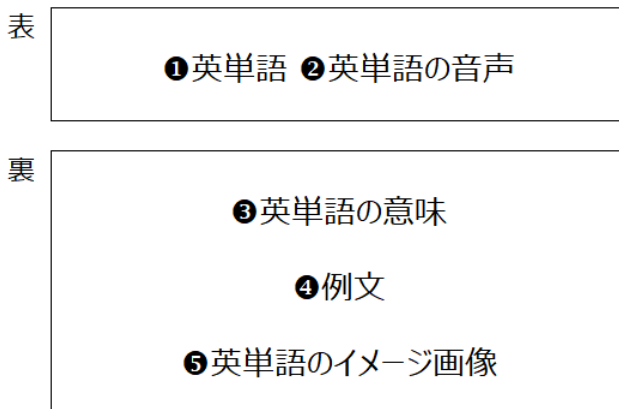 表
❶英単語 ❷英単語の音声
裏
❸英単語の意味
❹例文
❺英単語のイメージ画像